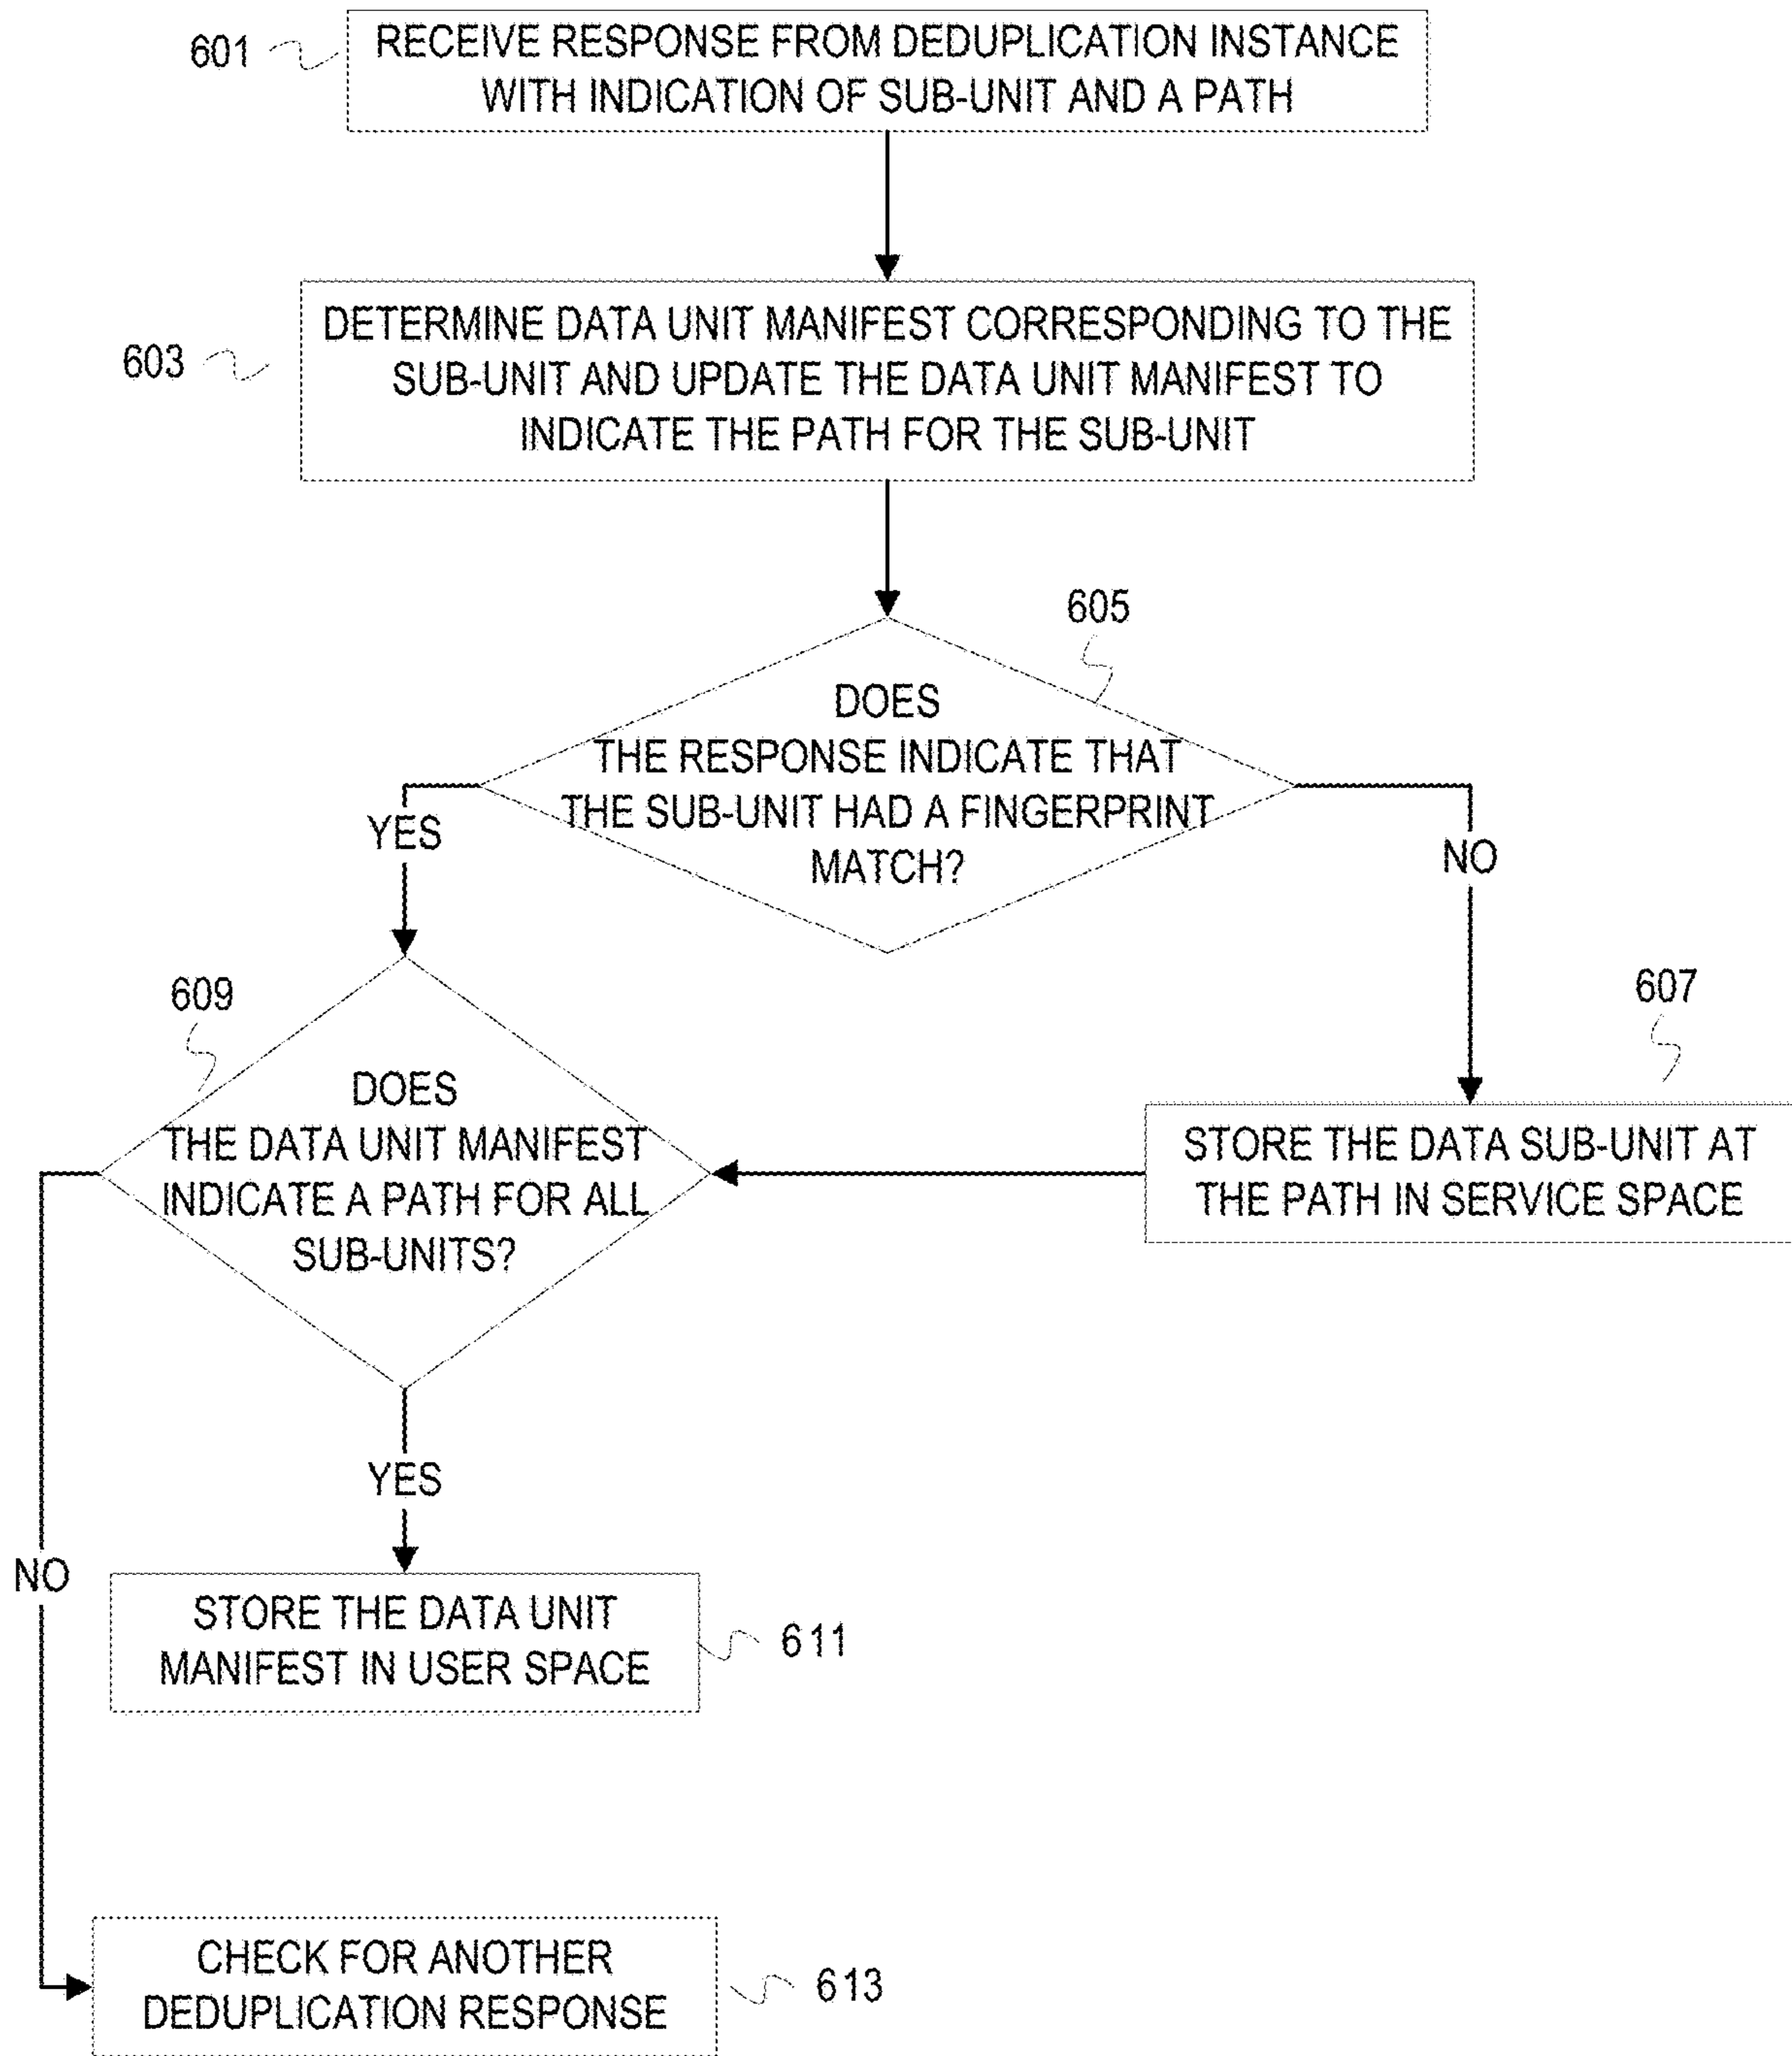 601
RECEIVE RESPONSE FROM DEDUPLICATION INSTANCE
WITH INDICATION OF SUB-UNIT AND A PATH
603
DETERMINE DATA UNIT MANIFEST CORRESPONDING TO THE
SUB-UNIT AND UPDATE THE DATA UNIT MANIFEST TO
INDICATE THE PATH FOR THE SUB-UNIT
605
DOES
THE RESPONSE INDICATE THAT
THE SUB-UNIT HAD A FINGERPRINT
MATCH?
YES
NO
607
STORE THE DATA SUB-UNIT AT
THE PATH IN SERVICE SPACE
609
DOES
THE DATA UNIT MANIFEST
INDICATE A PATH FOR ALL
SUB-UNITS?
YES
NO
STORE THE DATA UNIT
MANIFEST IN USER SPACE
611
CHECK FOR ANOTHER
DEDUPLICATION RESPONSE
613